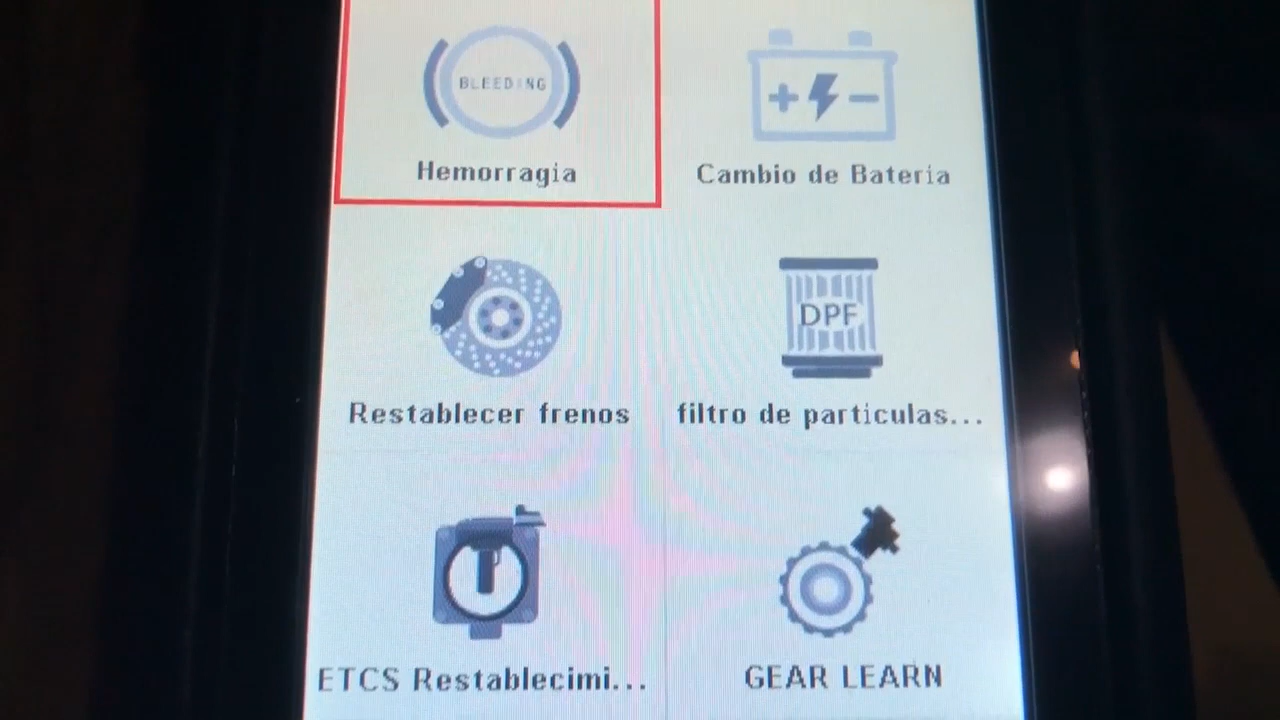 BLEEDING
Hemorragia
Cambio de Bateria
DPF
Restablecer frenos
filtro de particulas...
ETCS Restablecimi...
GEAR LEARN